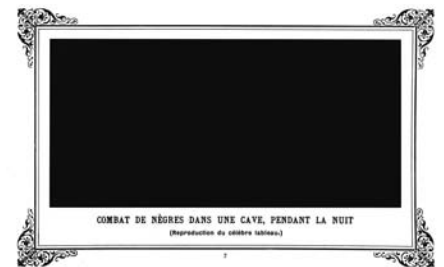 COMBAT DE NÈGRES DANS UNE CAVE, PENDANT LA NUIT
(Reproduction du célèbre tableau.)
7